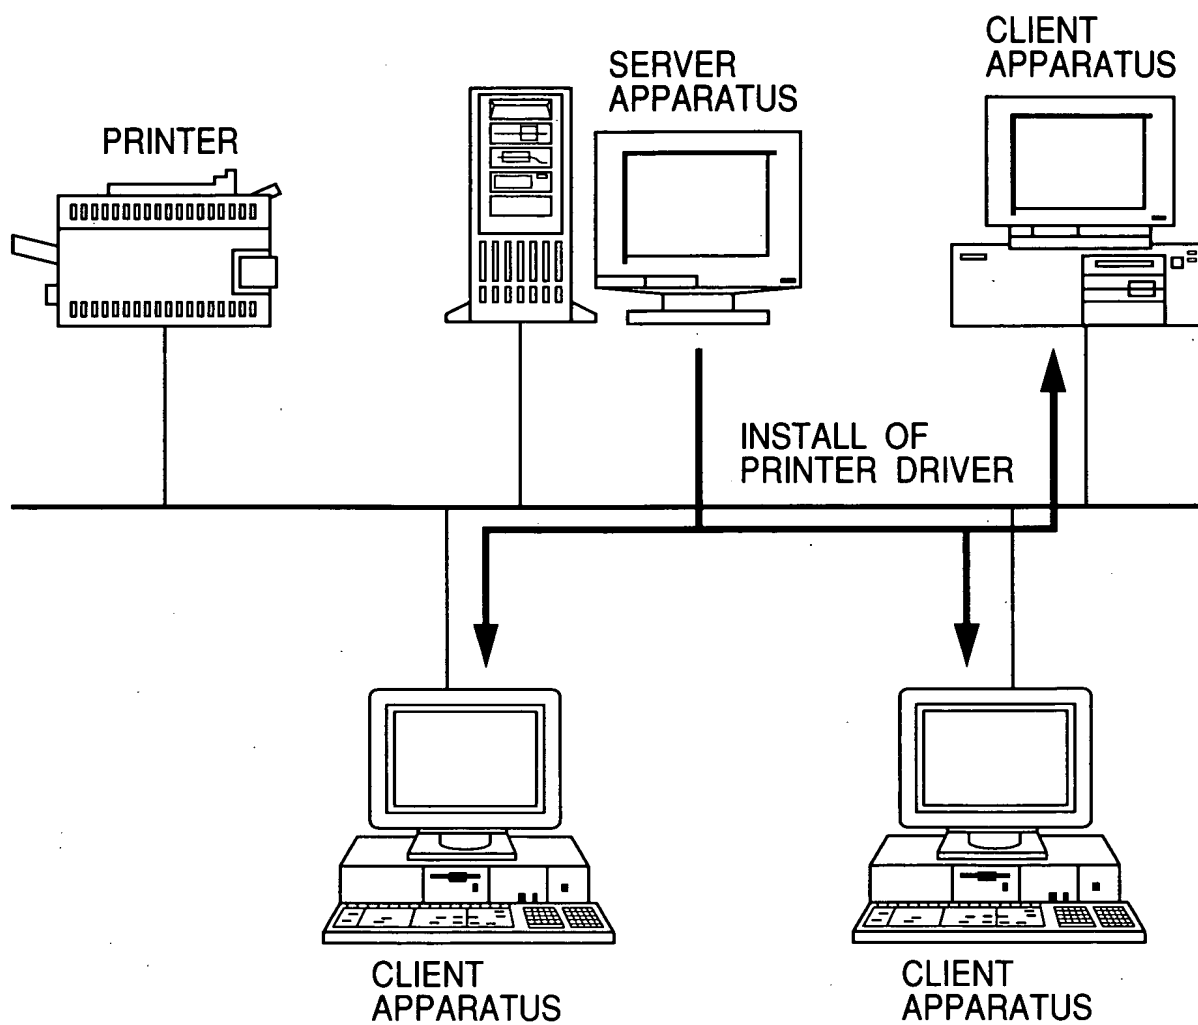 CLIENT
APPARATUS
SERVER
APPARATUS
PRINTER
INSTALL OF
PRINTER DRIVER
CLIENT
APPARATUS
CLIENT
APPARATUS